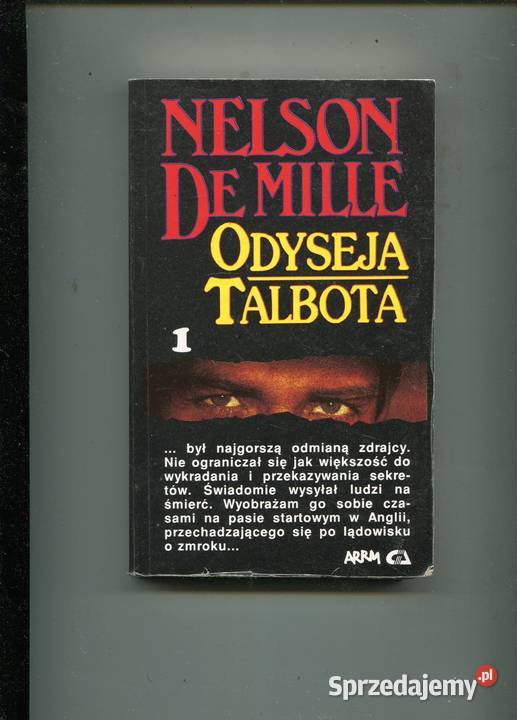 NELSON
DE MILLE
ODYSEJA
TALBOTA
1
... był najgorszą odmianą zdrajcy.
Nie ograniczał się jak większość do
wykradania i przekazywania sekre-
tów. Świadomie wysyłał ludzi na
śmierć. Wyobrażam go sobie cza-
sami na pasie startowym w Anglii,
przechadzającego się po lądowisku
o zmroku...
ARRM
Sprzedajemy.pl